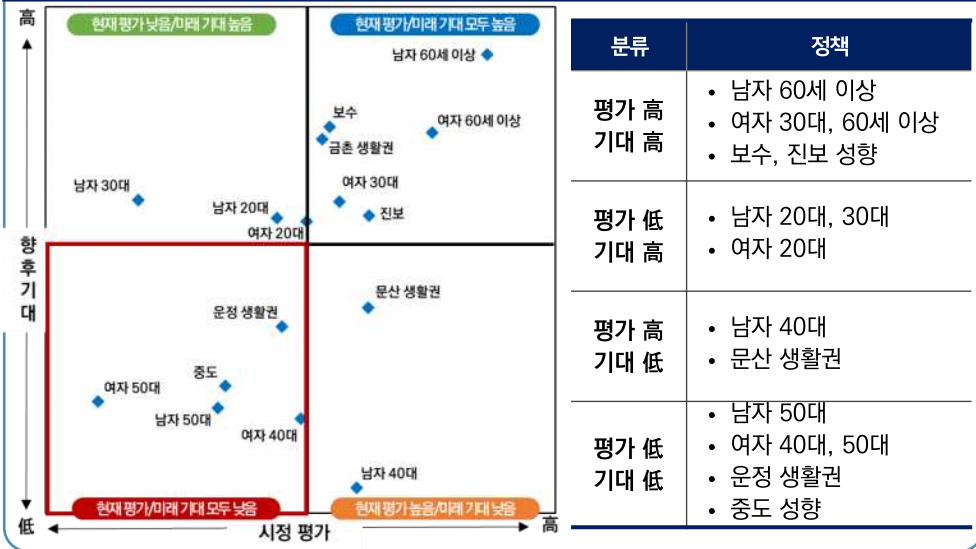 高
현재 평가 낮음/미래 기대 높음
현재 평가/미래 기대 모두 높음
남자 60세 이상
보수
여자 60세 이상
금촌 생활권
남자 30대
여자 30대
남자 20대
진보
여자 20대
향후기대
문산 생활권
운정 생활권
중도
여자 50대
남자 50대
여자 40대
남자 40대
현재 평가/미래 기대 모두 낮음
현재 평가 높음/미래 기대 낮음
低
시정 평가
高
분류 정책
평가 高
기대 高
• 남자 60세 이상
• 여자 30대, 60세 이상
• 보수, 진보 성향
평가 低
기대 高
• 남자 20대, 30대
• 여자 20대
평가 高
기대 低
• 남자 40대
• 문산 생활권
평가 低
기대 低
• 남자 50대
• 여자 40대, 50대
• 운정 생활권
• 중도 성향